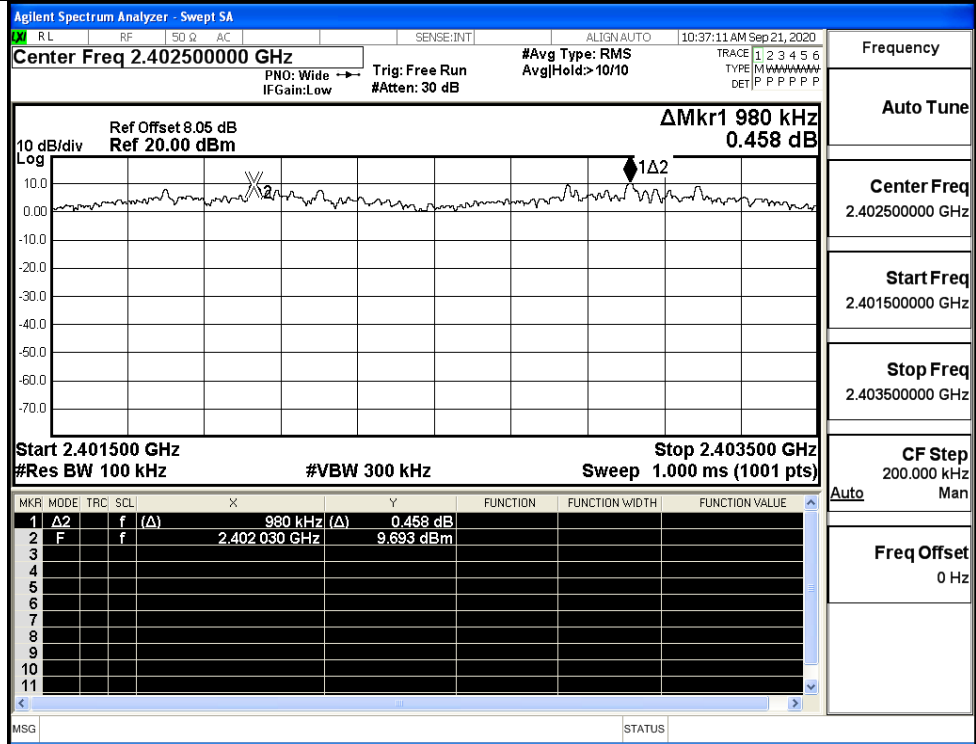 Agilent Spectrum Analyzer - Swept SA
LXI RL RF 50 Ω AC SENSE:INT ALIGNAUTO 10:37:11 AM Sep 21, 2020
Center Freq 2.402500000 GHz
PNO: Wide
IFGain:Low
Trig: Free Run
#Atten: 30 dB
#Avg Type: RMS
Avg|Hold:>10/10
TRACE 1 2 3 4 5 6
TYPE M WWWWW
DET P P P P P P
ΔMkr1 980 kHz
0.458 dB
Ref Offset 8.05 dB
10 dB/div Ref 20.00 dBm
Log
10.0
0.00
-10.0
-20.0
-30.0
-40.0
-50.0
-60.0
-70.0
2
1Δ2
Start 2.401500 GHz Stop 2.403500 GHz
#Res BW 100 kHz #VBW 300 kHz Sweep 1.000 ms (1001 pts)
MKR MODE TRC SCL X Y FUNCTION FUNCTION WIDTH FUNCTION VALUE
1 Δ2 f (Δ) 980 kHz (Δ) 0.458 dB
2 F f 2.402 030 GHz 9.693 dBm
3
4
5
6
7
8
9
10
11
MSG STATUS
Frequency
Auto Tune
Center Freq
2.402500000 GHz
Start Freq
2.401500000 GHz
Stop Freq
2.403500000 GHz
CF Step
200.000 kHz
Auto Man
Freq Offset
0 Hz